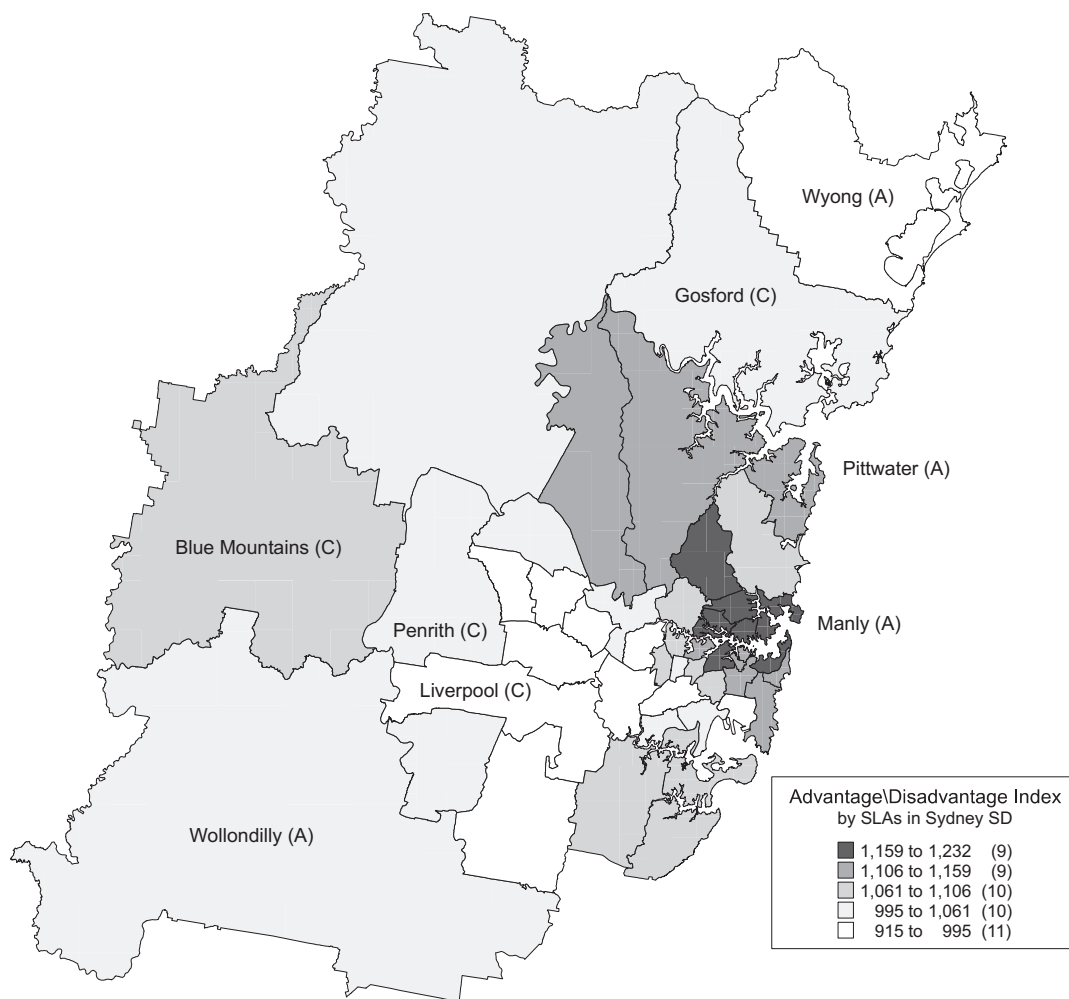 Wyong (A)
Gosford (C)
Pittwater (A)
Blue Mountains (C)
Manly (A)
Penrith (C)
Liverpool (C)
Wollondilly (A)
Advantage\Disadvantage Index
by SLAs in Sydney SD
1,159 to 1,232 (9)
1,106 to 1,159 (9)
1,061 to 1,106 (10)
995 to 1,061 (10)
915 to 995 (11)